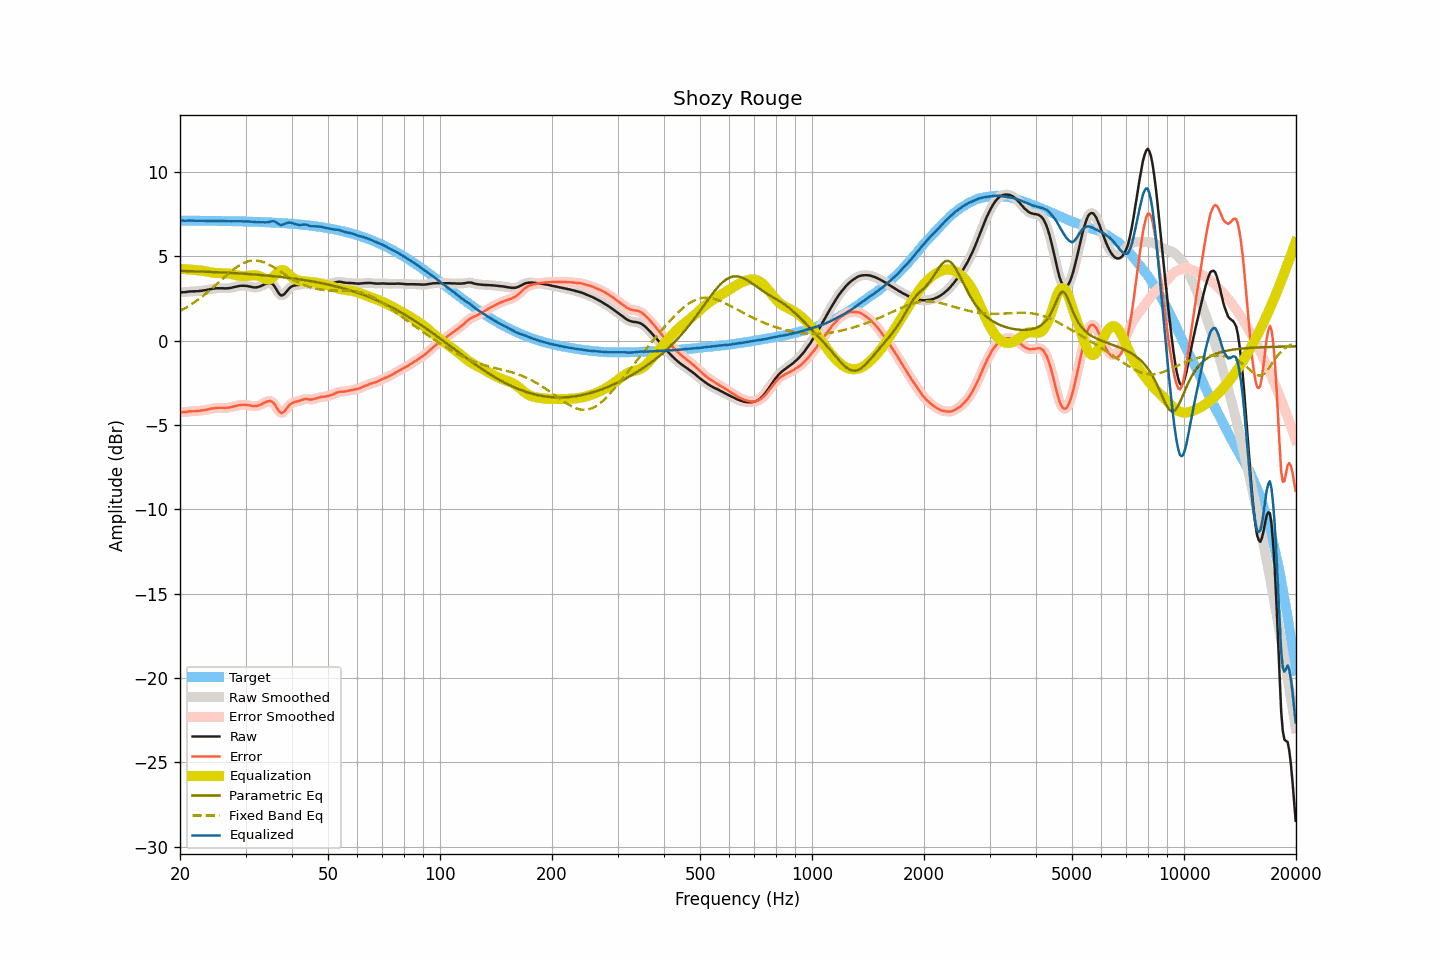 Shozy Rouge
10
5
0
−5
−10
−15
−20
−25
−30
Amplitude (dBr)
Target
Raw Smoothed
Error Smoothed
Raw
Error
Equalization
Parametric Eq
Fixed Band Eq
Equalized
20
50
100
200
500
1000
2000
5000
10000
20000
Frequency (Hz)